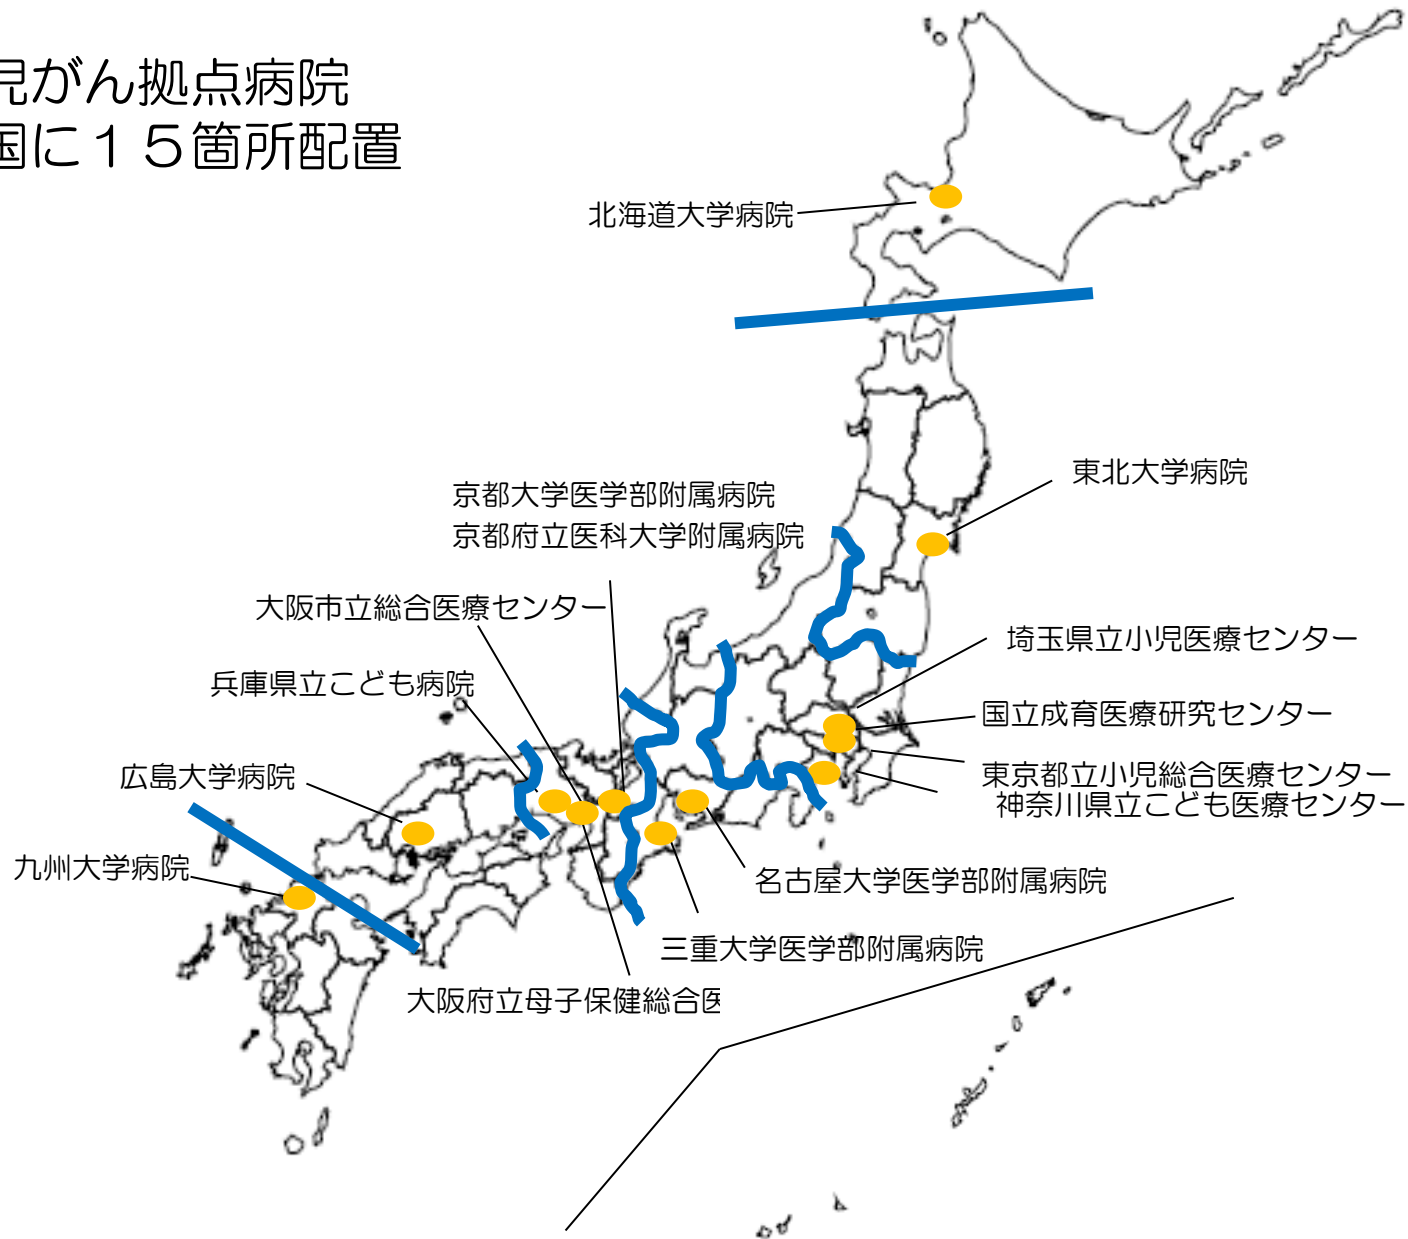 児がん拠点病院
国に１５箇所配置
北海道大学病院
東北大学病院
京都大学医学部附属病院
京都府立医科大学附属病院
大阪市立総合医療センター
埼玉県立小児医療センター
兵庫県立こども病院
国立成育医療研究センター
広島大学病院
東京都立小児総合医療センター
神奈川県立こども医療センター
九州大学病院
名古屋大学医学部附属病院
三重大学医学部附属病院
大阪府立母子保健総合医